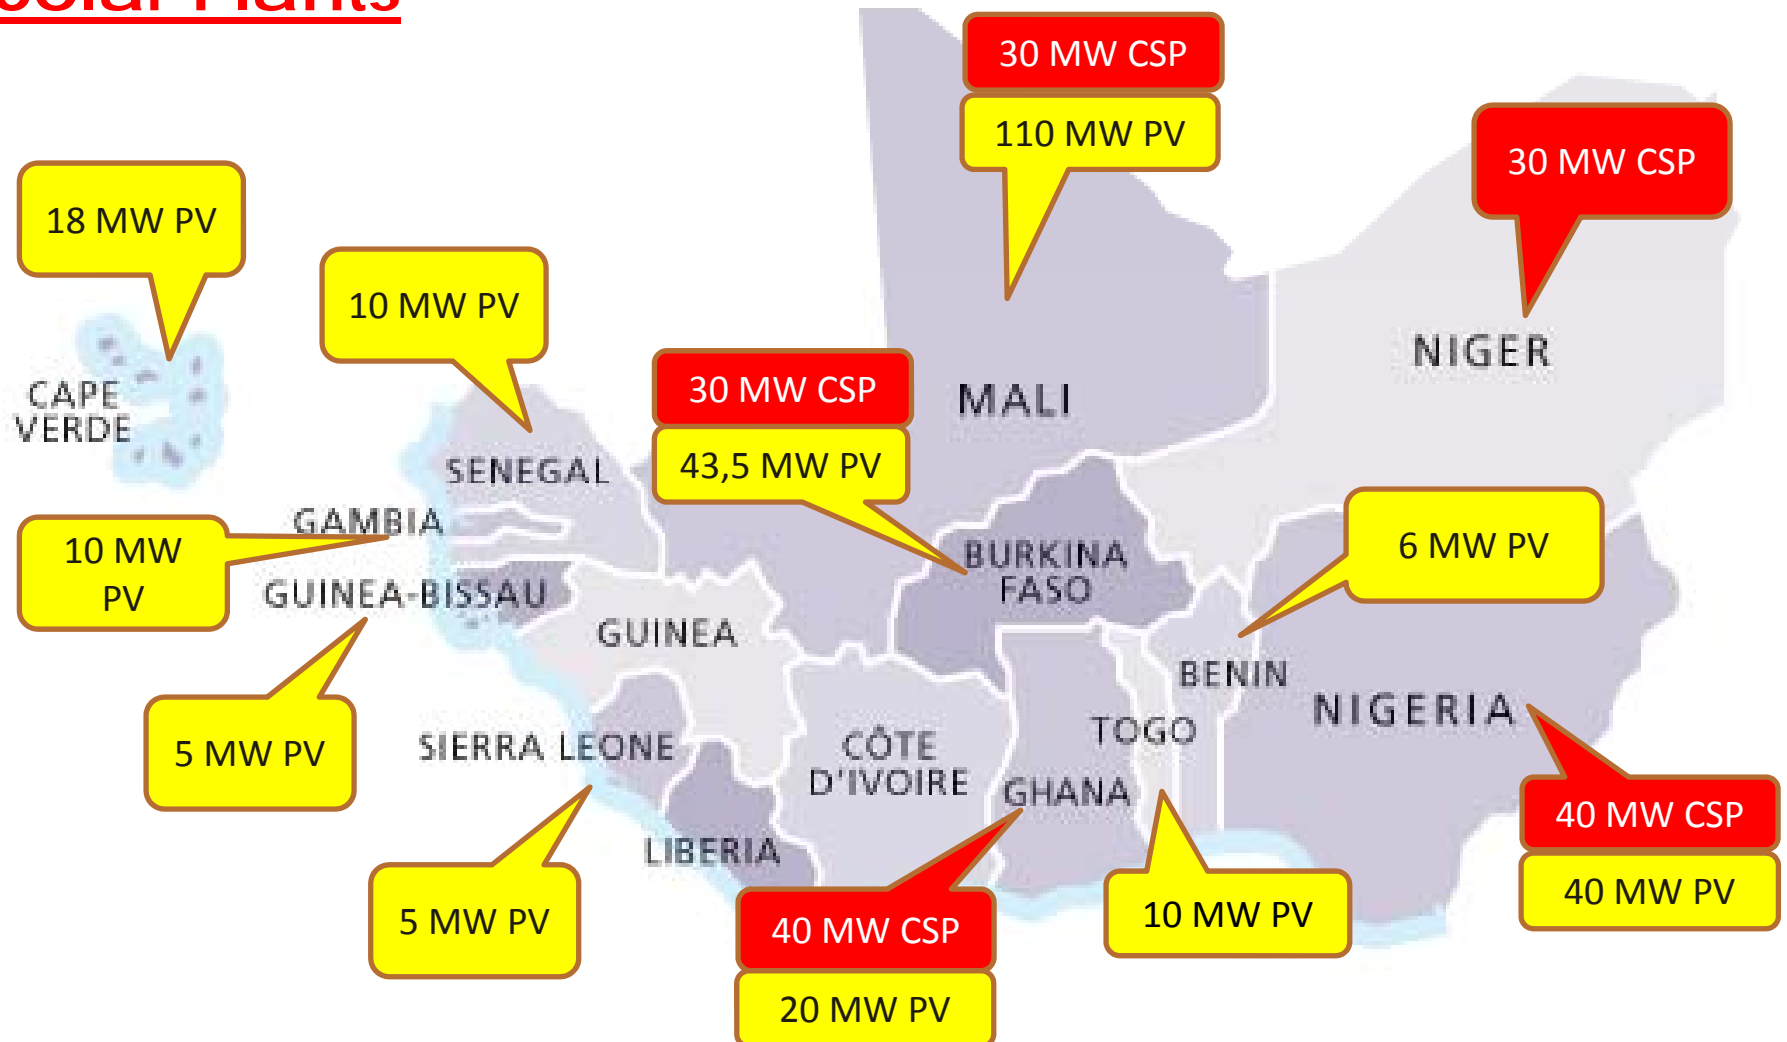 Solar Plants
30 MW CSP
110 MW PV
30 MW CSP
18 MW PV
10 MW PV
NIGER
30 MW CSP
MALI
CAPE
VERDE
43,5 MW PV
SENEGAL
GAMBIA
10 MW
PV
6 MW PV
BURKINA
FASO
GUINEA-BISSAU
GUINEA
BENIN
NIGERIA
5 MW PV
SIERRA LEONE
CÔTE
D'IVOIRE
TOGO
GHANA
40 MW CSP
LIBERIA
40 MW PV
5 MW PV
40 MW CSP
10 MW PV
20 MW PV